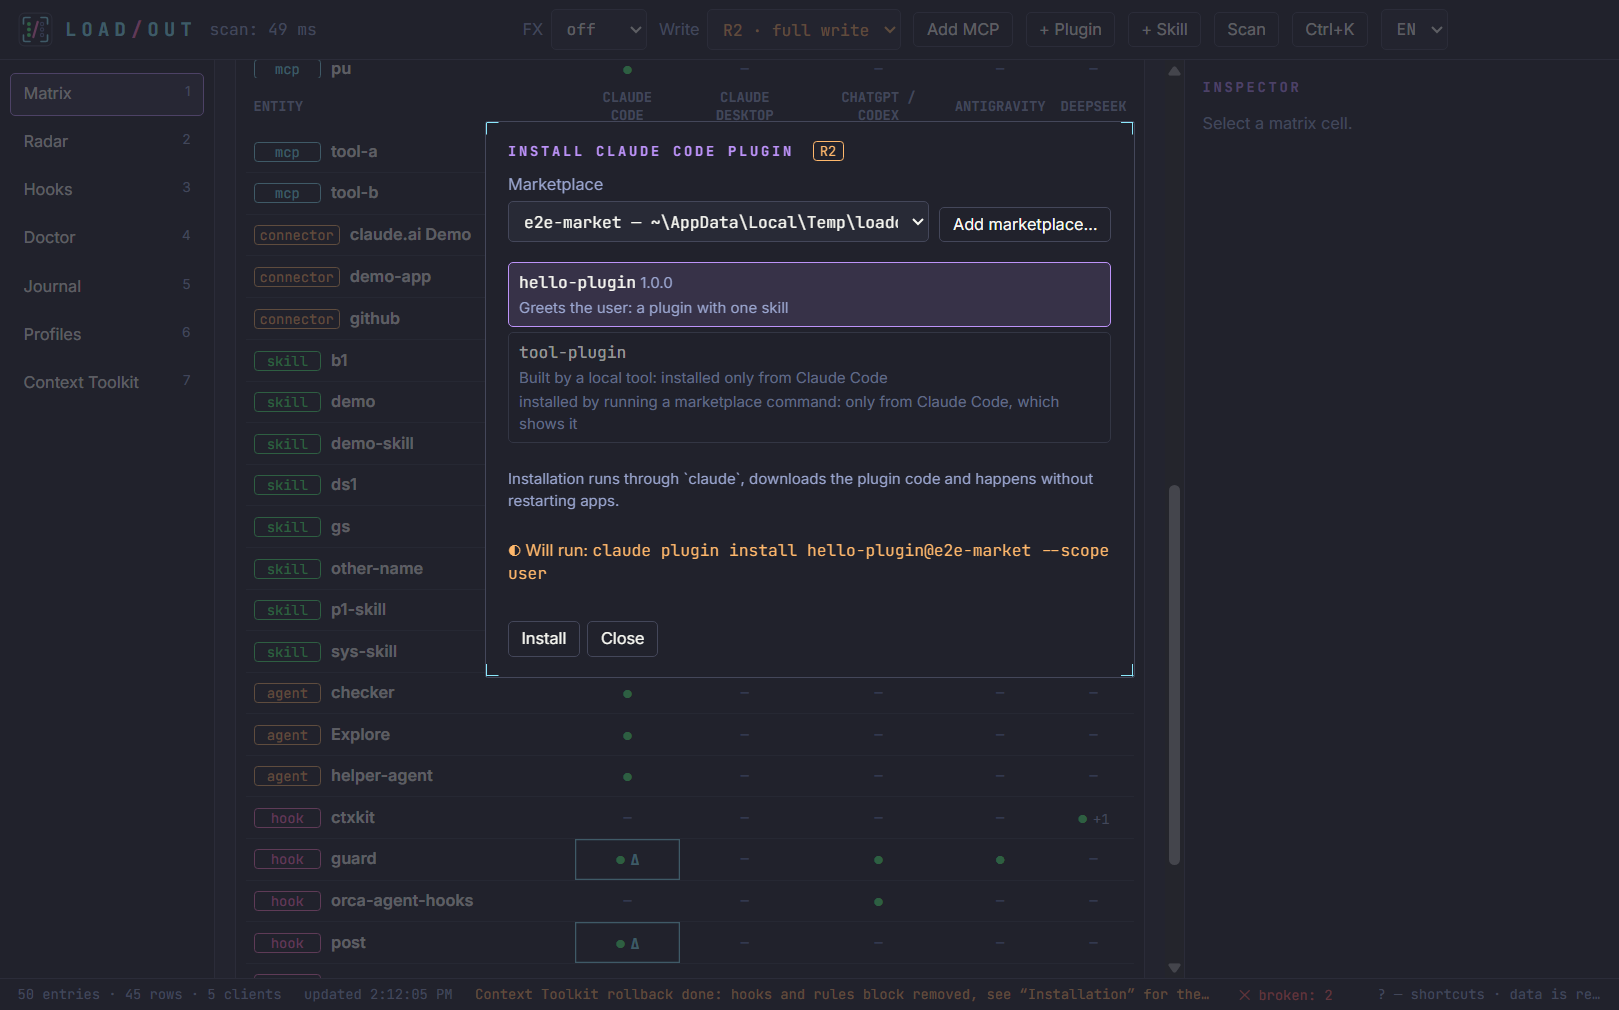 LOAD/OUT scan: 49 ms FX off Write R2 · full write Add MCP + Plugin + Skill Scan Ctrl+K EN
Matrix 1
Radar 2
Hooks 3
Doctor 4
Journal 5
Profiles 6
Context Toolkit 7
mcp pu — — — —
ENTITY CLAUDE CODE CLAUDE DESKTOP CHATGPT / CODEX ANTIGRAVITY DEEPSEEK
mcp tool-a
mcp tool-b
connector claude.ai Demo
connector demo-app
connector github
skill b1
skill demo
skill demo-skill
skill ds1
skill gs
skill other-name
skill p1-skill
skill sys-skill
agent checker — — — —
agent Explore — — — —
agent helper-agent — — — —
hook ctxkit — — — — +1
hook guard Δ — —
hook orca-agent-hooks — — — —
hook post Δ — — — —
INSTALL CLAUDE CODE PLUGIN R2
Marketplace
e2e-market — ~\AppData\Local\Temp\loado Add marketplace...
hello-plugin 1.0.0
Greets the user: a plugin with one skill
tool-plugin
Built by a local tool: installed only from Claude Code
installed by running a marketplace command: only from Claude Code, which
shows it
Installation runs through `claude`, downloads the plugin code and happens without
restarting apps.
◐ Will run: claude plugin install hello-plugin@e2e-market --scope
user
Install Close
INSPECTOR
Select a matrix cell.
50 entries · 45 rows · 5 clients updated 2:12:05 PM Context Toolkit rollback done: hooks and rules block removed, see “Installation” for the… ✕ broken: 2 ? — shortcuts · data is re…